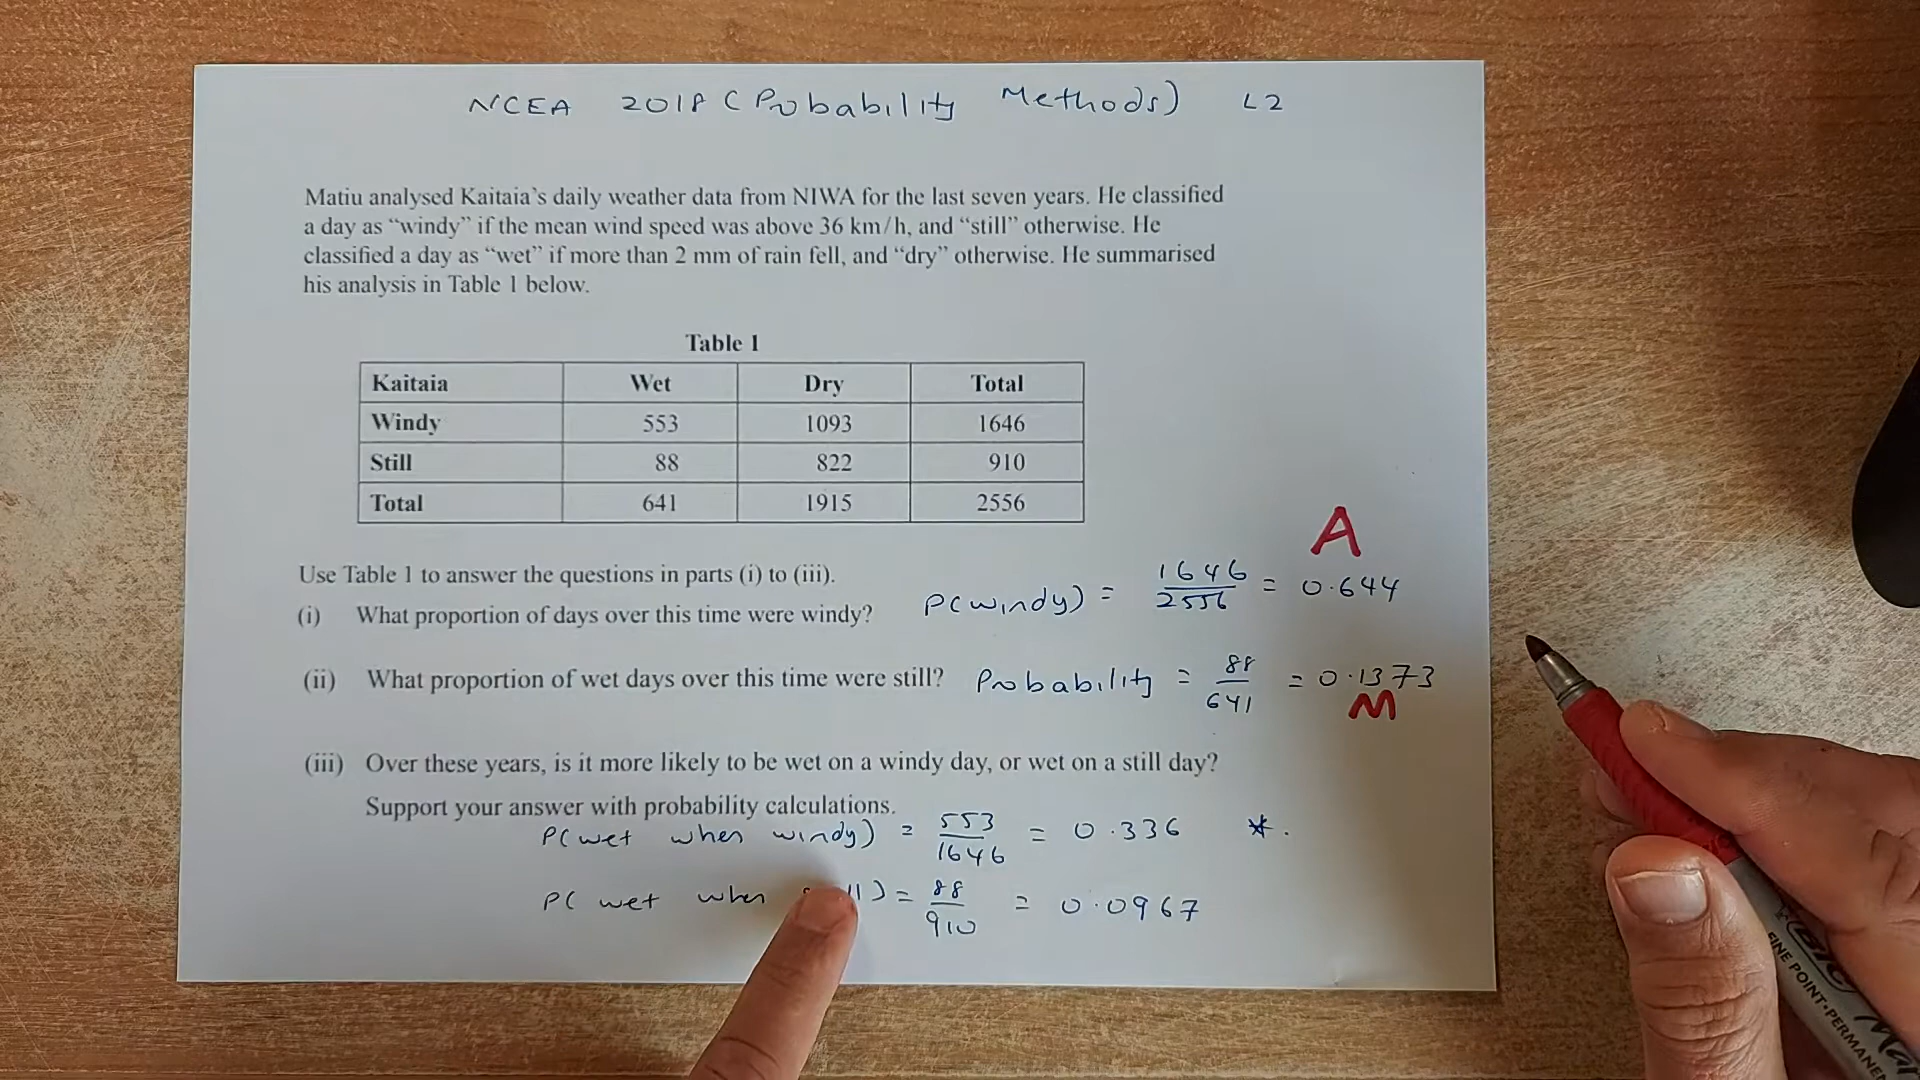 NCEA 2018 (Probability Methods) L2
Matiu analysed Kaitaia's daily weather data from NIWA for the last seven years. He classified
a day as “windy” if the mean wind speed was above 36 km/h, and “still” otherwise. He
classified a day as “wet” if more than 2 mm of rain fell, and “dry” otherwise. He summarised
his analysis in Table 1 below.
Table 1
Kaitaia Wet Dry Total
Windy 553 1093 1646
Still 88 822 910
Total 641 1915 2556
A
Use Table 1 to answer the questions in parts (i) to (iii).
(i) What proportion of days over this time were windy? P(windy) = 1646/2556 = 0.644
(ii) What proportion of wet days over this time were still? Probability = 88/641 = 0.1373
M
(iii) Over these years, is it more likely to be wet on a windy day, or wet on a still day?
Support your answer with probability calculations.
P(wet when windy) = 553/1646 = 0.336 *.
P( wet when ll) = 88/910 = 0.0967
BIC
FINE POINT•PERMANEN
Mar